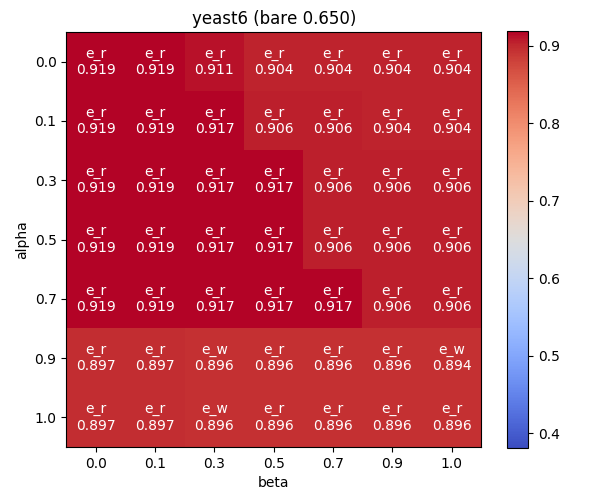 yeast6 (bare 0.650)
0.0 e_r e_r e_r e_r e_r e_r e_r
0.919 0.919 0.911 0.904 0.904 0.904 0.904
0.1 e_r e_r e_r e_r e_r e_r e_r
0.919 0.919 0.917 0.906 0.906 0.904 0.904
0.3 e_r e_r e_r e_r e_r e_r e_r
0.919 0.919 0.917 0.917 0.906 0.906 0.906
0.5 e_r e_r e_r e_r e_r e_r e_r
0.919 0.919 0.917 0.917 0.906 0.906 0.906
0.7 e_r e_r e_r e_r e_r e_r e_r
0.919 0.919 0.917 0.917 0.917 0.906 0.906
0.9 e_r e_r e_w e_r e_r e_r e_w
0.897 0.897 0.896 0.896 0.896 0.896 0.894
1.0 e_r e_r e_w e_r e_r e_r e_r
0.897 0.897 0.896 0.896 0.896 0.896 0.896
0.0 0.1 0.3 0.5 0.7 0.9 1.0
beta
alpha
0.9
0.8
0.7
0.6
0.5
0.4